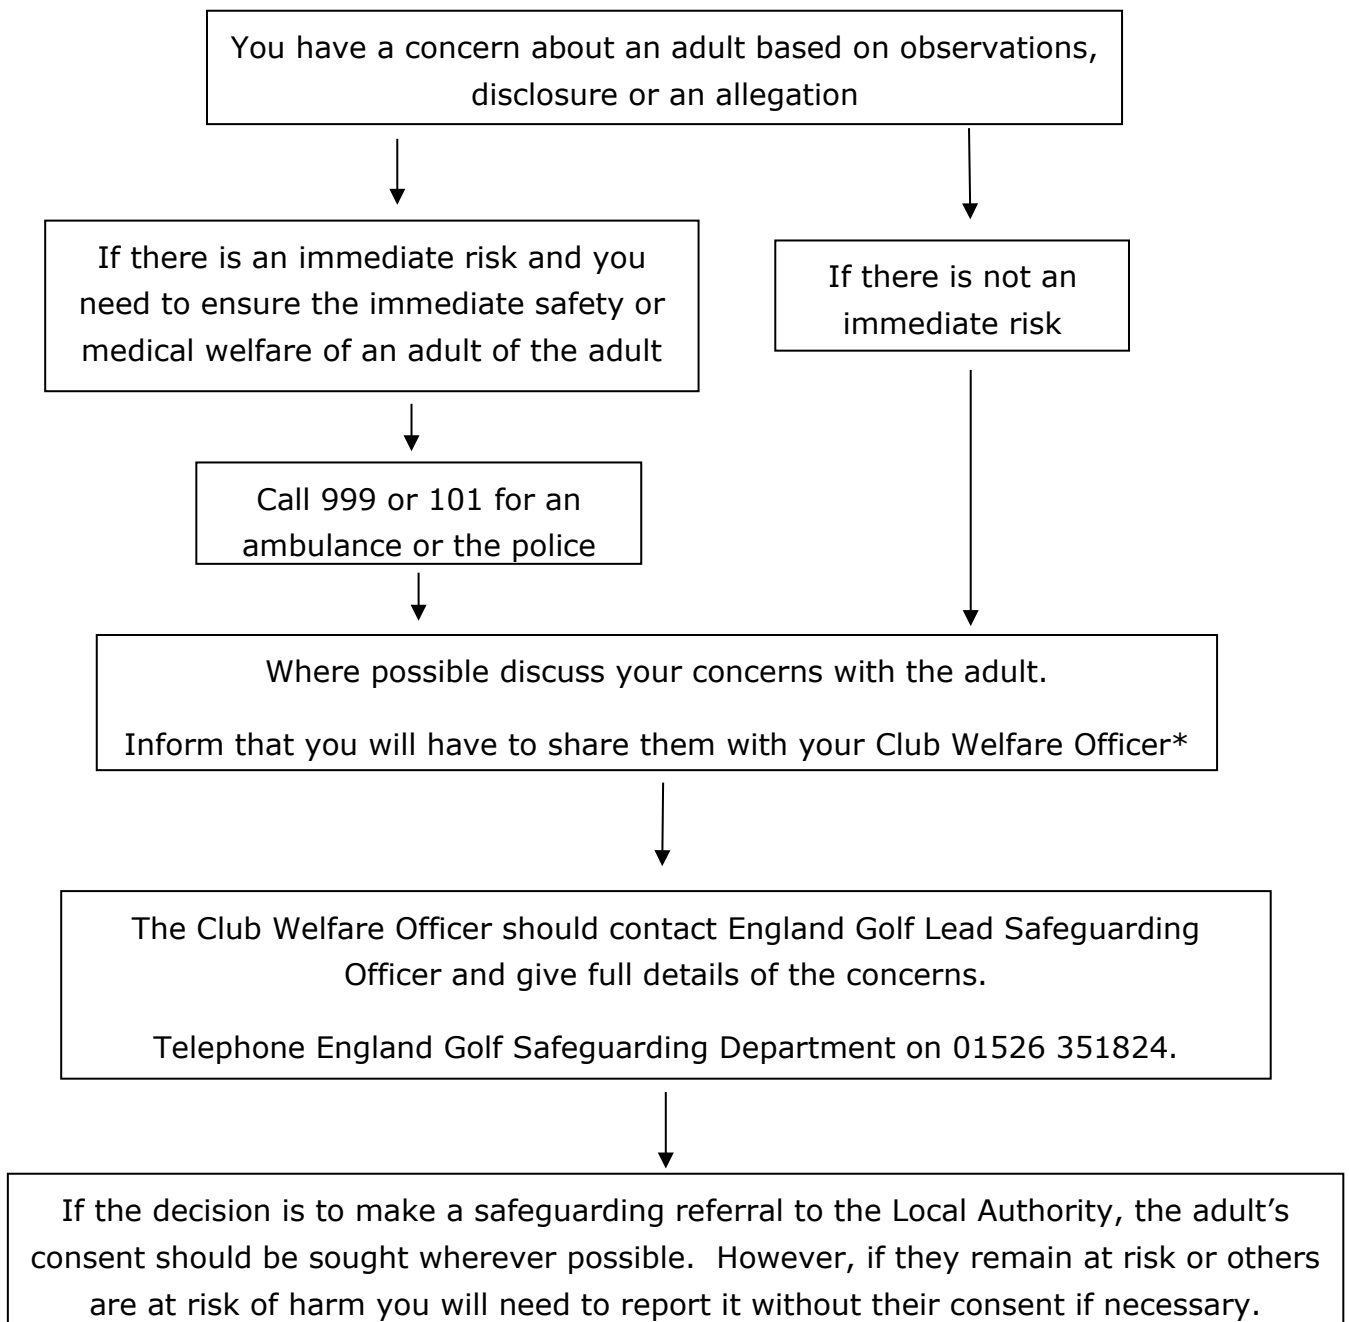 You have a concern about an adult based on observations,
disclosure or an allegation
If there is an immediate risk and you
need to ensure the immediate safety or
medical welfare of an adult of the adult
If there is not an
immediate risk
Call 999 or 101 for an
ambulance or the police
Where possible discuss your concerns with the adult.
Inform that you will have to share them with your Club Welfare Officer*
The Club Welfare Officer should contact England Golf Lead Safeguarding
Officer and give full details of the concerns.
Telephone England Golf Safeguarding Department on 01526 351824.
If the decision is to make a safeguarding referral to the Local Authority, the adult’s
consent should be sought wherever possible.  However, if they remain at risk or others
are at risk of harm you will need to report it without their consent if necessary.